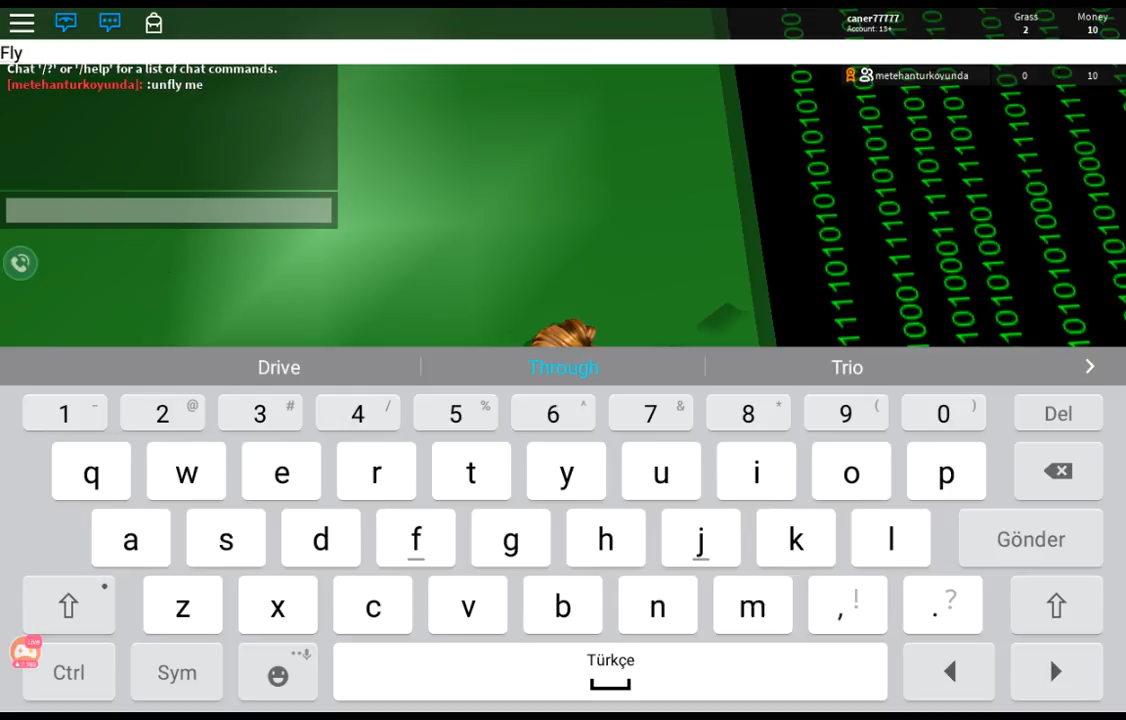 caner77777
Account: 13+
Grass
2
Money
10
Fly
Chat '/?' or '/help' for a list of chat commands.
[metehanturkoyunda]: :unfly me
metehanturkoyunda 0 10
Drive Through Trio
1 - 2 @ 3 # 4 / 5 % 6 ^ 7 & 8 * 9 ( 0 ) Del
q w e r t y u i o p
a s d f g h j k l Gönder
z x c v b n m , ! . ?
LIVE
Ctrl Sym Türkçe